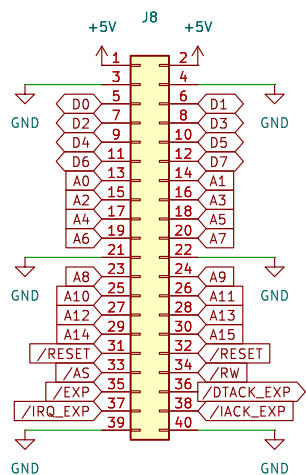 J8
+5V +5V
1 2
3 4
GND GND
D0 5 6 D1
D2 7 8 D3
D4 9 10 D5
D6 11 12 D7
A0 13 14 A1
A2 15 16 A3
A4 17 18 A5
A6 19 20 A7
21 22
GND GND
A8 23 24 A9
A10 25 26 A11
A12 27 28 A13
A14 29 30 A15
/RESET 31 32 /RESET
/AS 33 34 /RW
/EXP 35 36 /DTACK_EXP
/IRQ_EXP 37 38 /IACK_EXP
39 40
GND GND